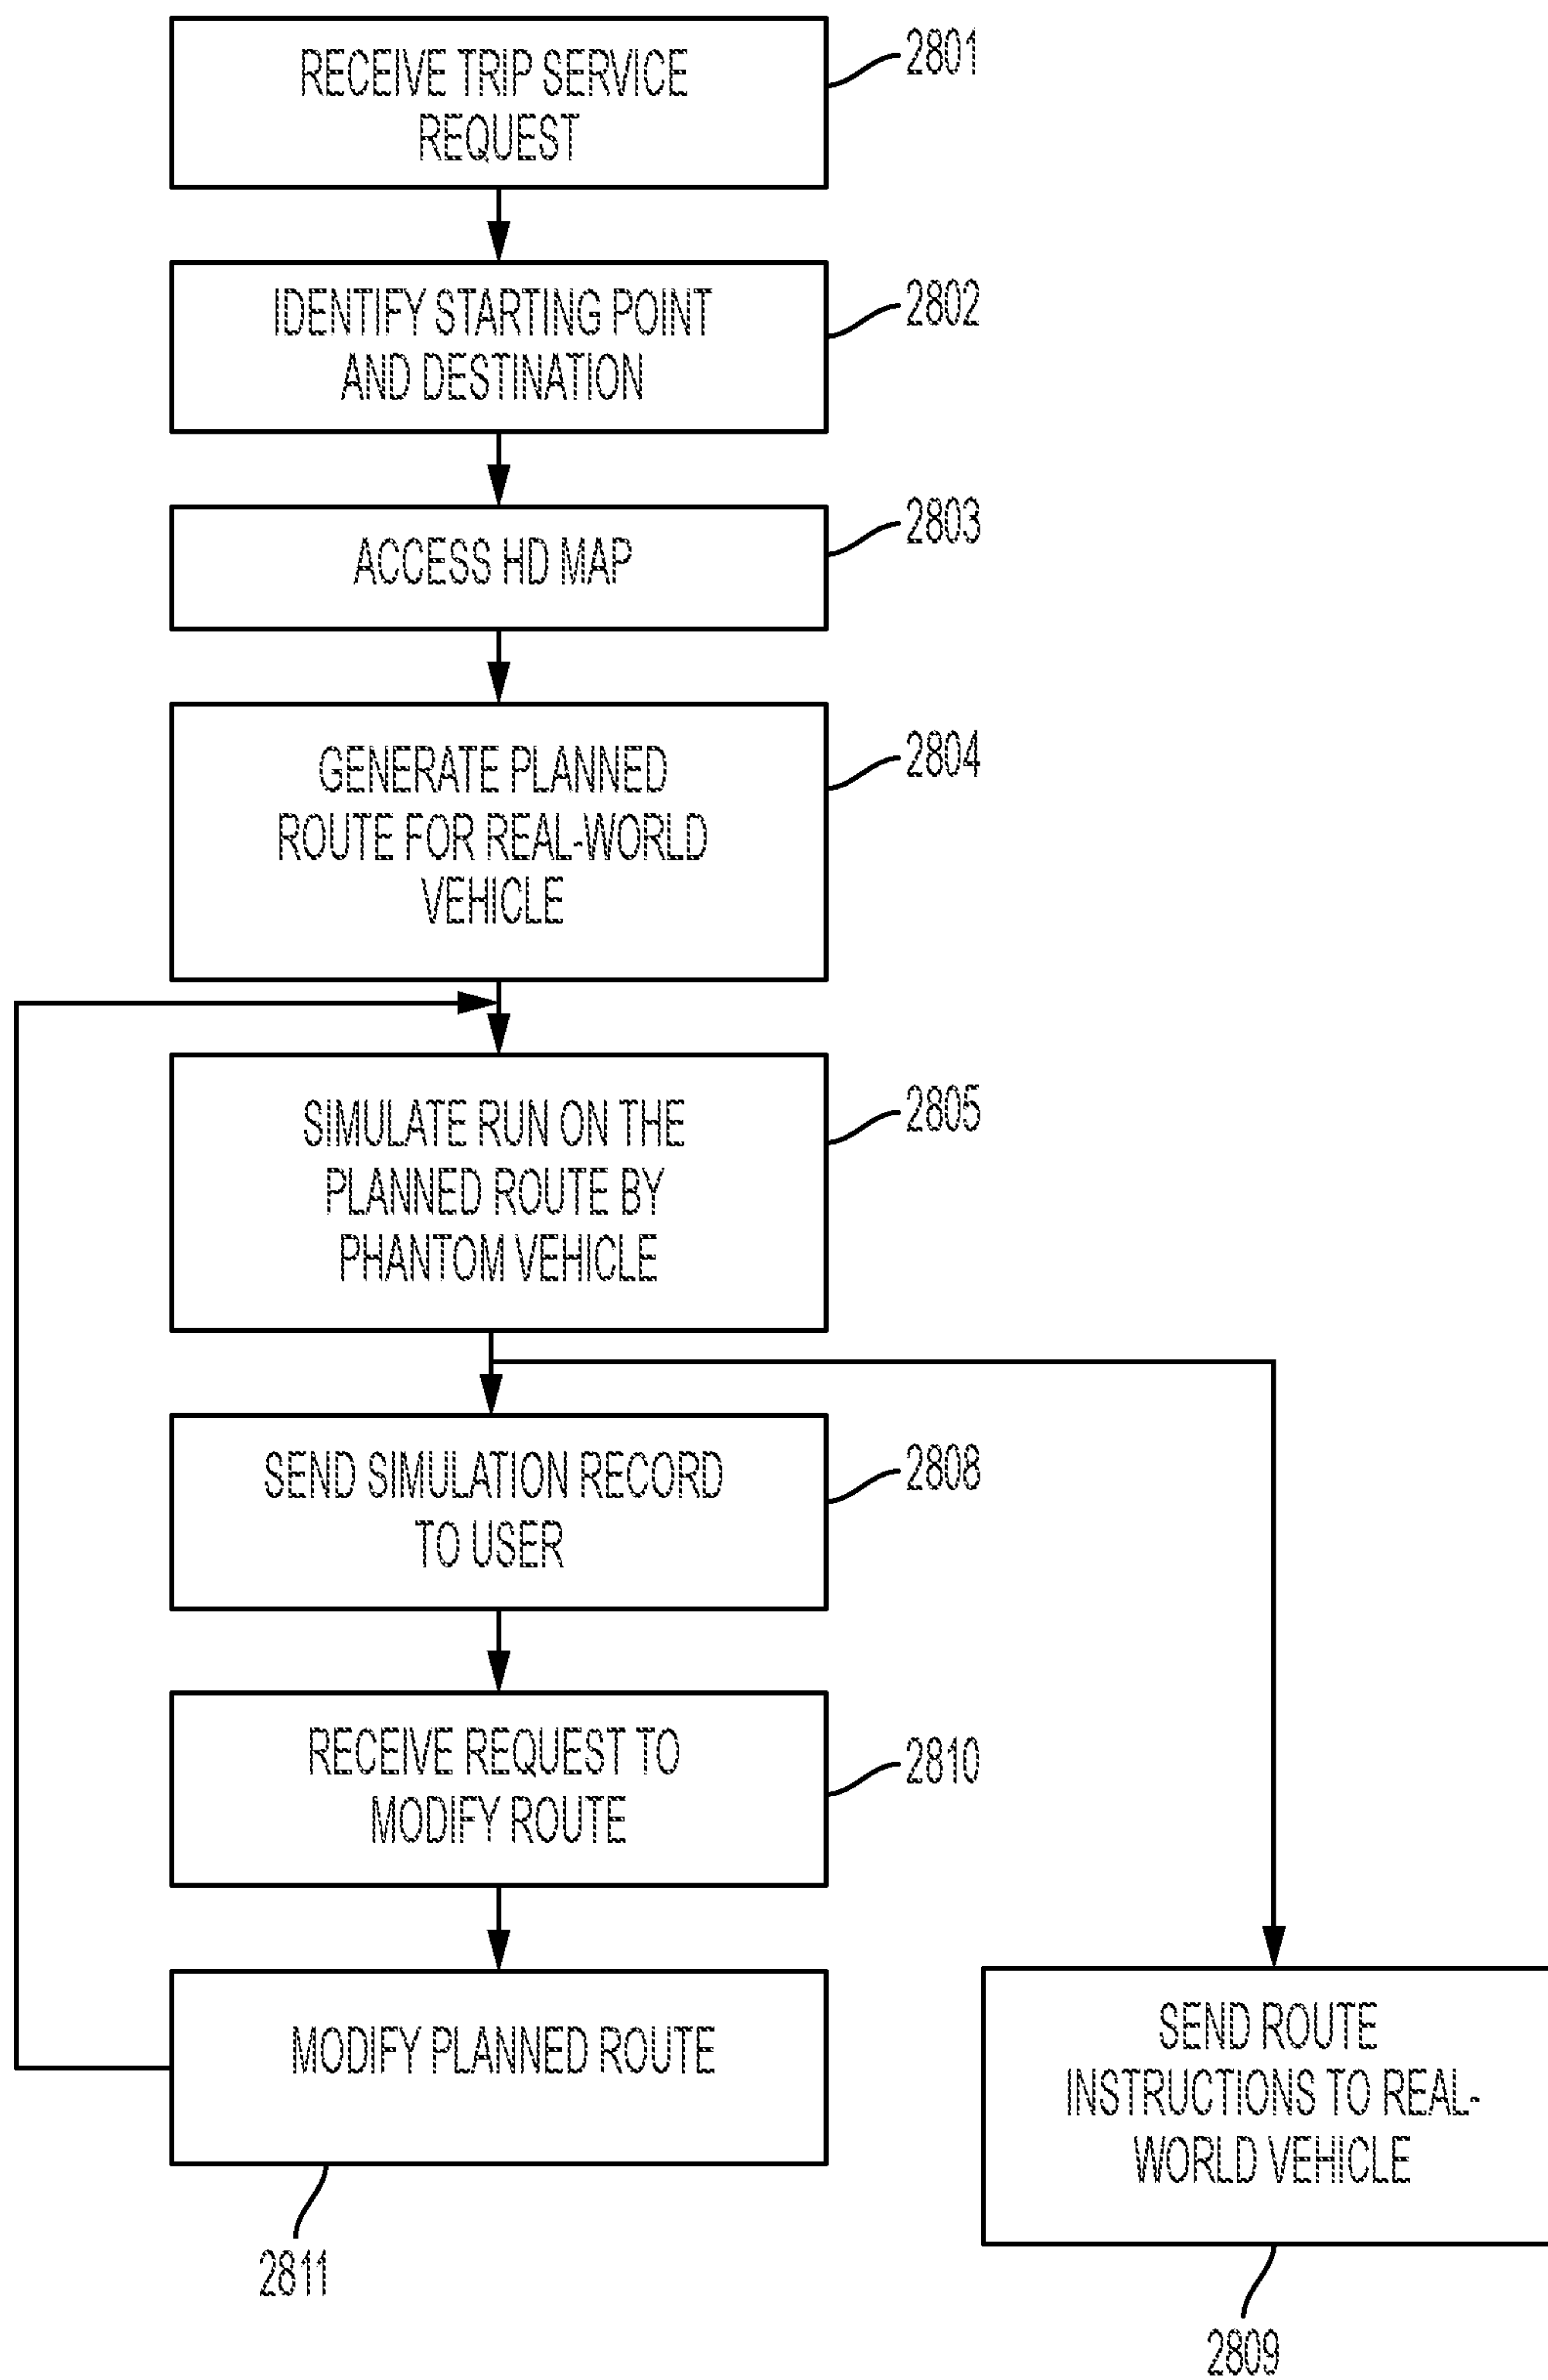 RECEIVE TRIP SERVICE
REQUEST
2801
IDENTIFY STARTING POINT
AND DESTINATION
2802
ACCESS HD MAP
2803
GENERATE PLANNED
ROUTE FOR REAL-WORLD
VEHICLE
2804
SIMULATE RUN ON THE
PLANNED ROUTE BY
PHANTOM VEHICLE
2805
SEND SIMULATION RECORD
TO USER
2808
RECEIVE REQUEST TO
MODIFY ROUTE
2810
MODIFY PLANNED ROUTE
2811
SEND ROUTE
INSTRUCTIONS TO REAL-
WORLD VEHICLE
2809